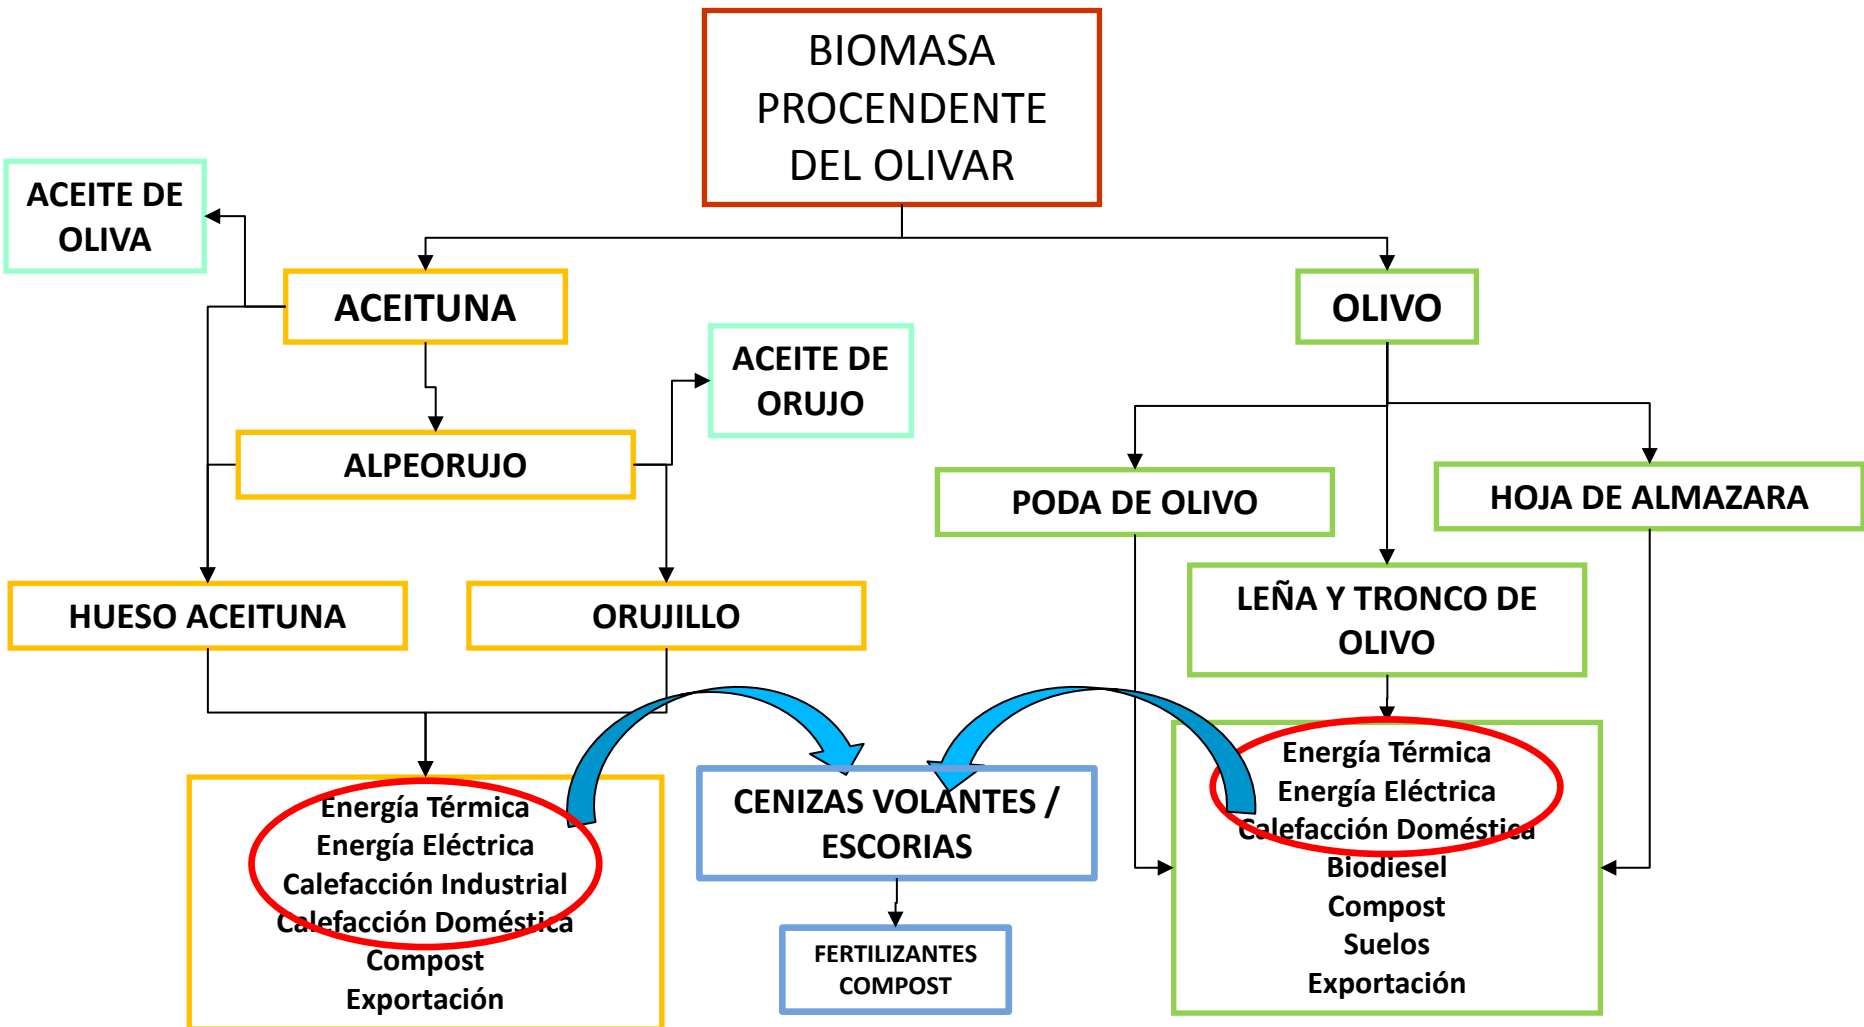 BIOMASA
PROCENDENTE
DEL OLIVAR
ACEITE DE
OLIVA
ACEITUNA
OLIVO
ACEITE DE
ORUJO
ALPEORUJO
PODA DE OLIVO
HOJA DE ALMAZARA
HUESO ACEITUNA
ORUJILLO
LEÑA Y TRONCO DE
OLIVO
Energía Térmica
Energía Eléctrica
Calefacción Industrial
Calefacción Doméstica
Compost
Exportación
CENIZAS VOLANTES /
ESCORIAS
FERTILIZANTES
COMPOST
Energía Térmica
Energía Eléctrica
Calefacción Doméstica
Biodiesel
Compost
Suelos
Exportación